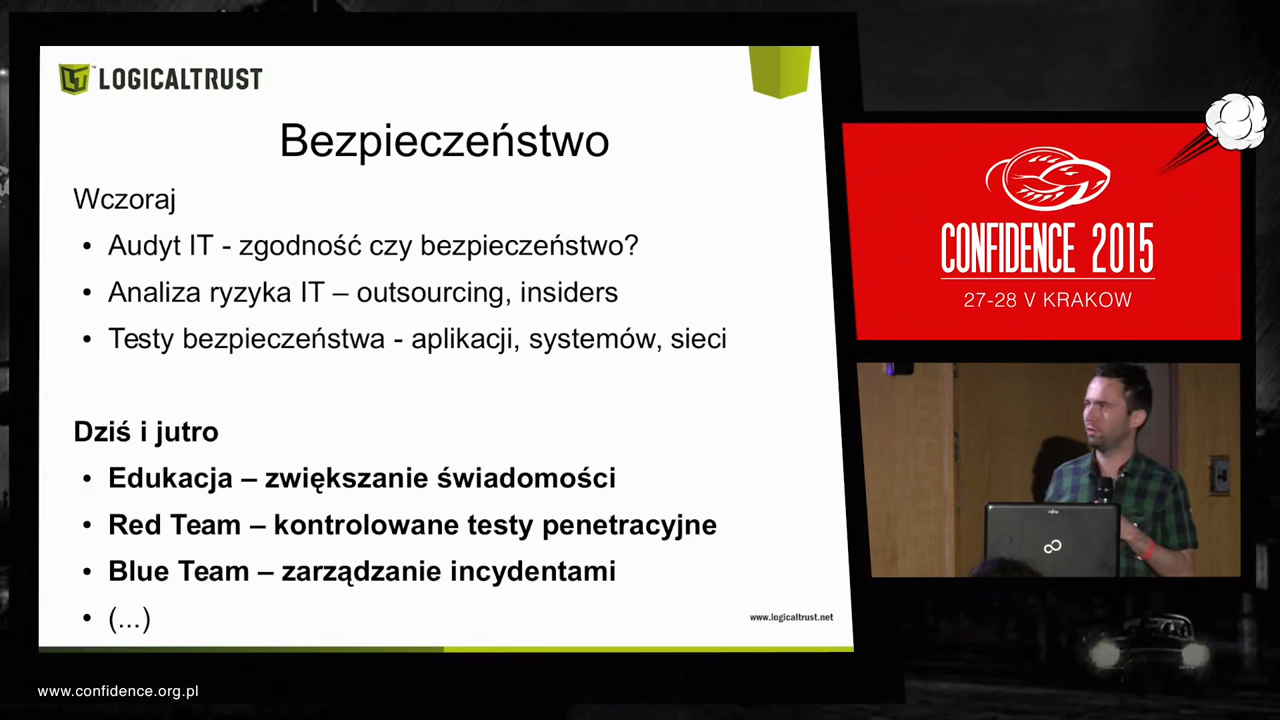 LOGICALTRUST
Bezpieczeństwo
Wczoraj
• Audyt IT - zgodność czy bezpieczeństwo?
• Analiza ryzyka IT – outsourcing, insiders
• Testy bezpieczeństwa - aplikacji, systemów, sieci
Dziś i jutro
• Edukacja – zwiększanie świadomości
• Red Team – kontrolowane testy penetracyjne
• Blue Team – zarządzanie incydentami
• (...)
www.logicaltrust.net
CONFIDENCE 2015
27-28 V KRAKOW
www.confidence.org.pl